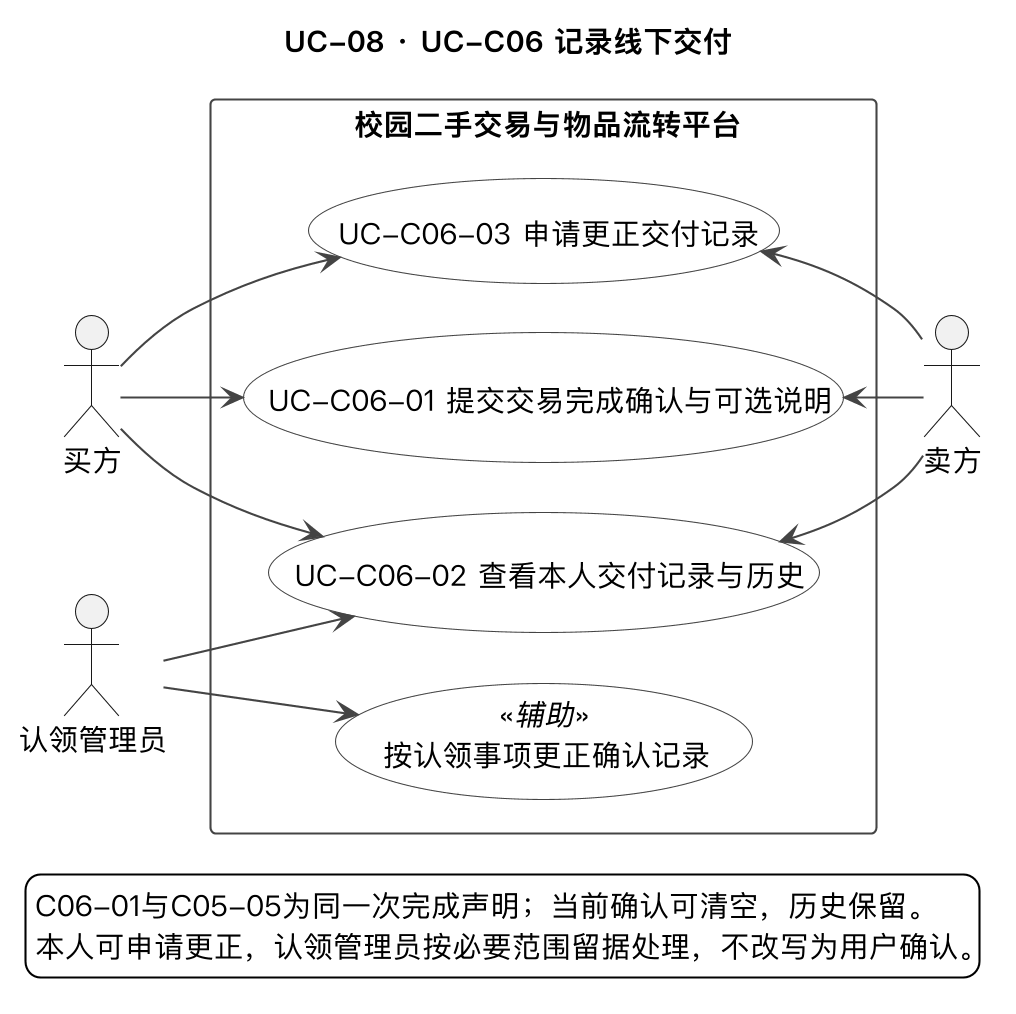 UC-08 · UC-C06 记录线下交付
校园二手交易与物品流转平台
UC-C06-03 申请更正交付记录
UC-C06-01 提交交易完成确认与可选说明
买方
卖方
UC-C06-02 查看本人交付记录与历史
«辅助»
按认领事项更正确认记录
认领管理员
C06-01与C05-05为同一次完成声明；当前确认可清空，历史保留。
本人可申请更正，认领管理员按必要范围留据处理，不改写为用户确认。